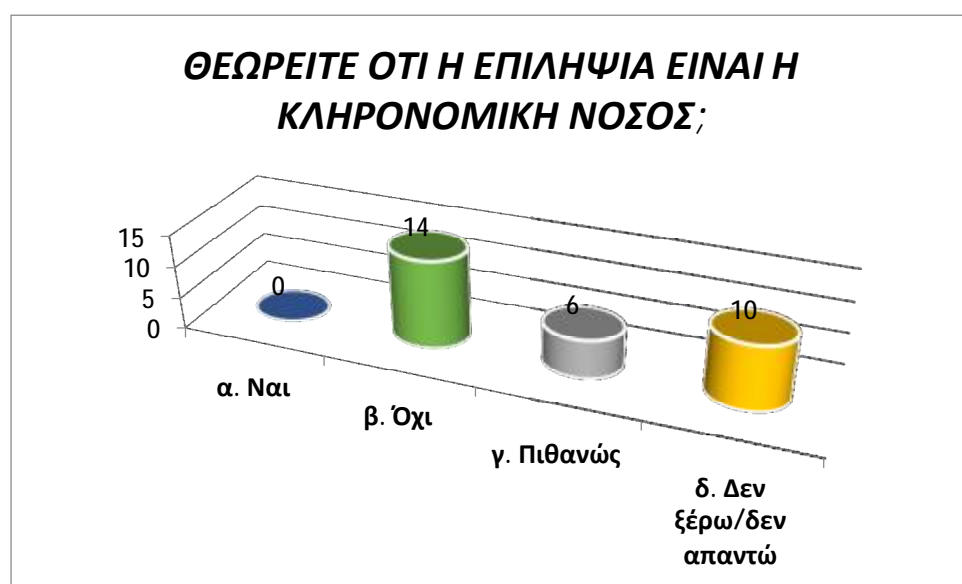 ΘΕΩΡΕΙΤΕ ΟΤΙ Η ΕΠΙΛΗΨΙΑ ΕΙΝΑΙ Η
ΚΛΗΡΟΝΟΜΙΚΗ ΝΟΣΟΣ;
15
10
5
0
0
14
6
10
α. Ναι
β. Όχι
γ. Πιθανώς
δ. Δεν
ξέρω/δεν
απαντώ